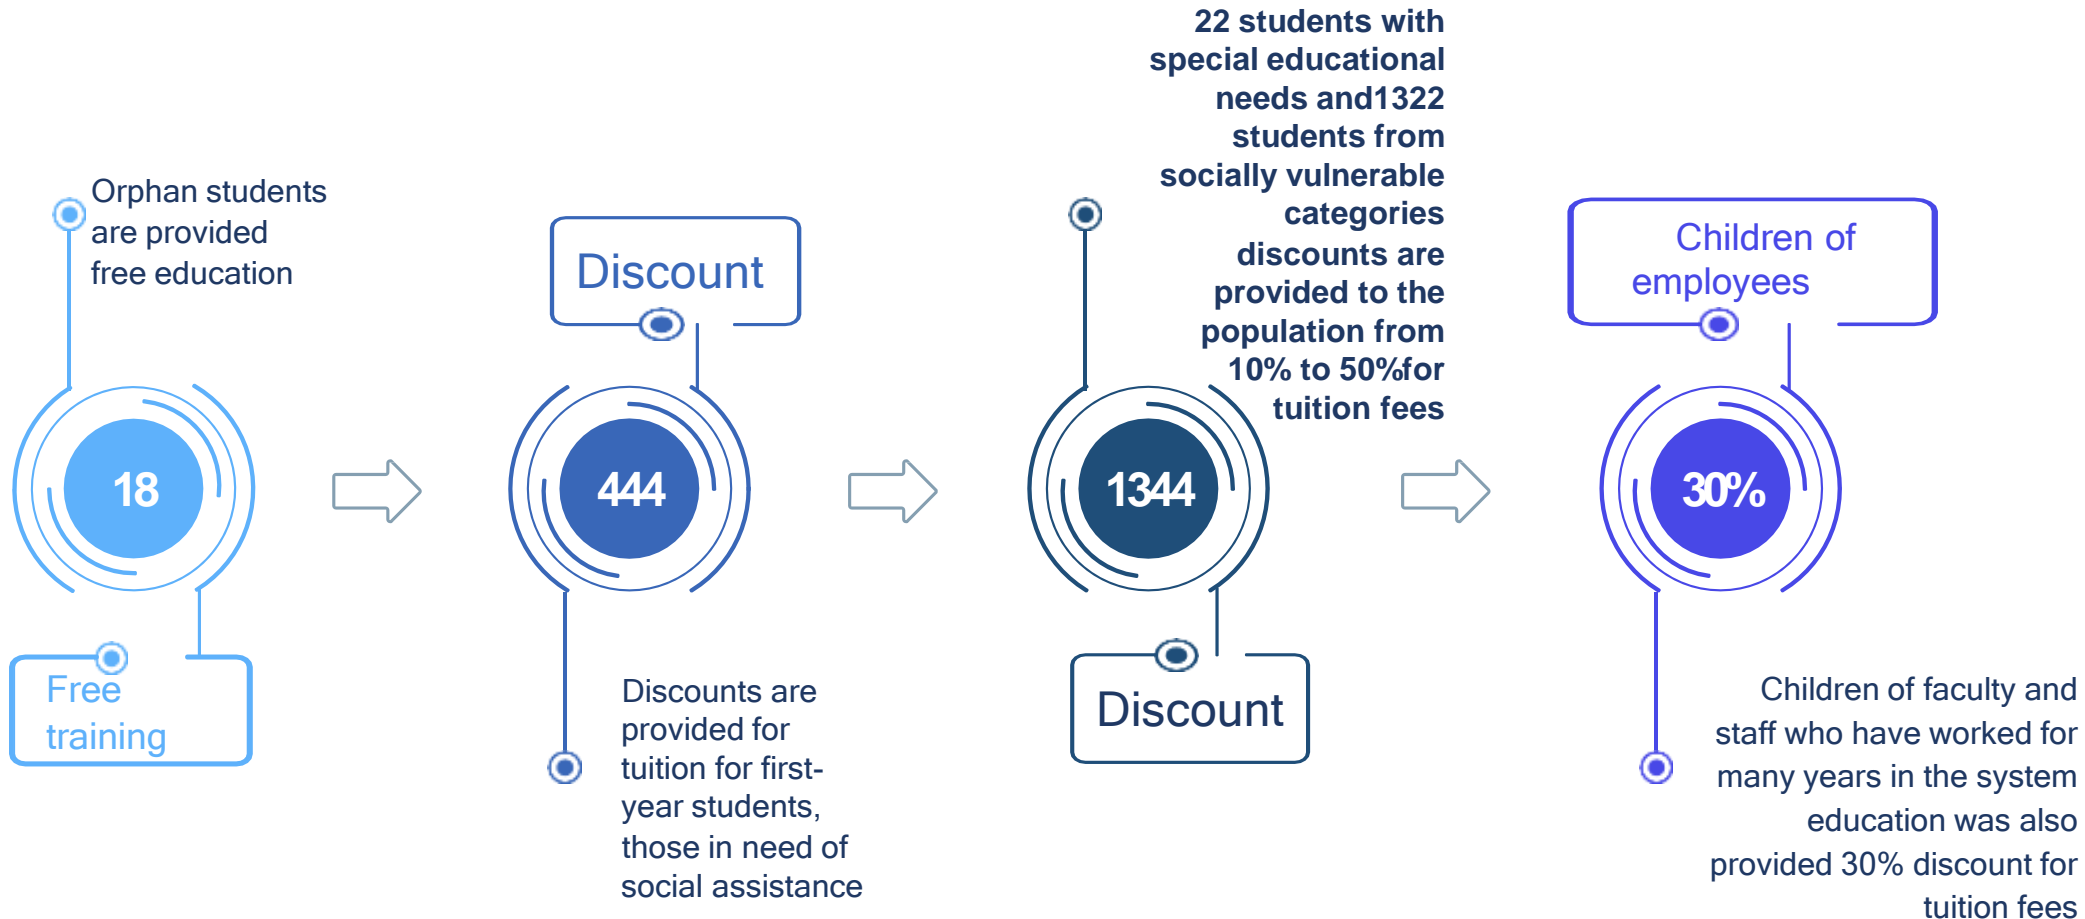 Orphan students
are provided
free education
18
Free
training
Discount
444
Discounts are
provided for
tuition for first-
year students,
those in need of
social assistance
22 students with
special educational
needs and1322
students from
socially vulnerable
categories
discounts are
provided to the
population from
10% to 50%for
tuition fees
1344
Discount
Children of
employees
30%
Children of faculty and
staff who have worked for
many years in the system
education was also
provided 30% discount for
tuition fees